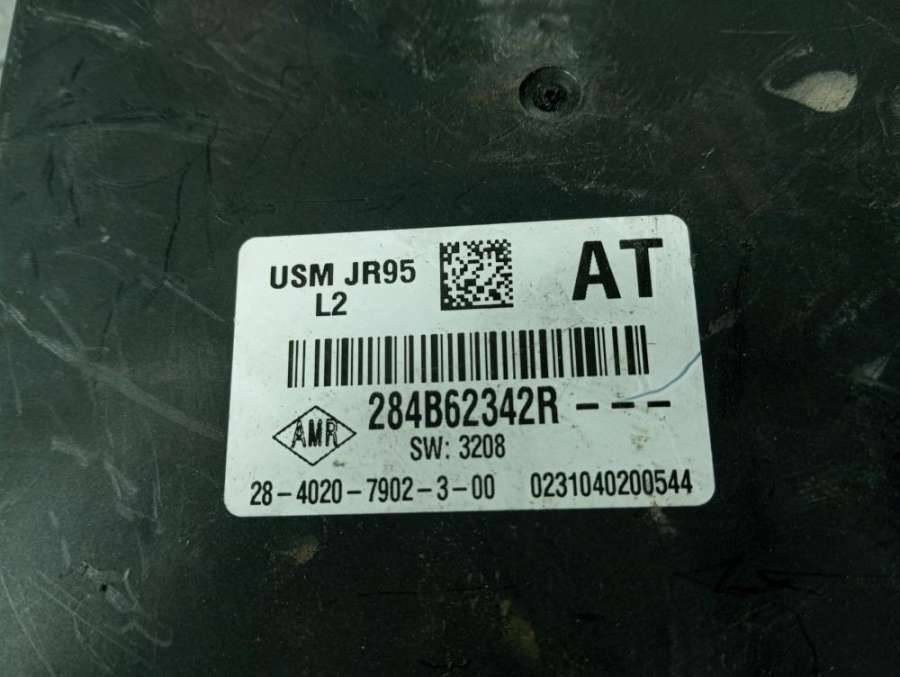 USM JR95
L2
AT
284B62342R---
AMR
SW: 3208
28-4020-7902-3-00 0231040200544